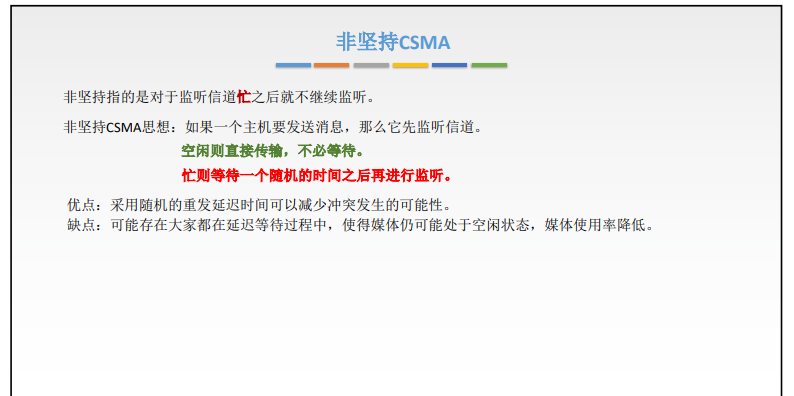 非坚持CSMA
非坚持指的是对于监听信道忙之后就不继续监听。
非坚持CSMA思想：如果一个主机要发送消息，那么它先监听信道。
空闲则直接传输，不必等待。
忙则等待一个随机的时间之后再进行监听。
优点：采用随机的重发延迟时间可以减少冲突发生的可能性。
缺点：可能存在大家都在延迟等待过程中，使得媒体仍可能处于空闲状态，媒体使用率降低。